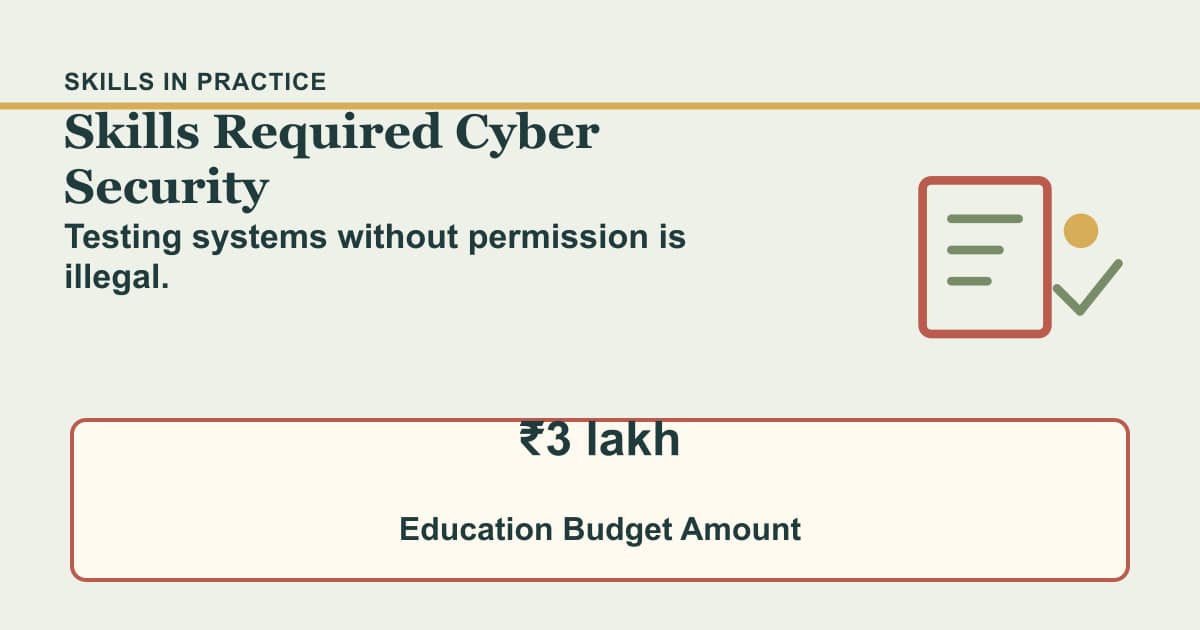 SKILLS IN PRACTICE
Skills Required Cyber
Security
Testing systems without permission is
illegal.
₹3 lakh
Education Budget Amount